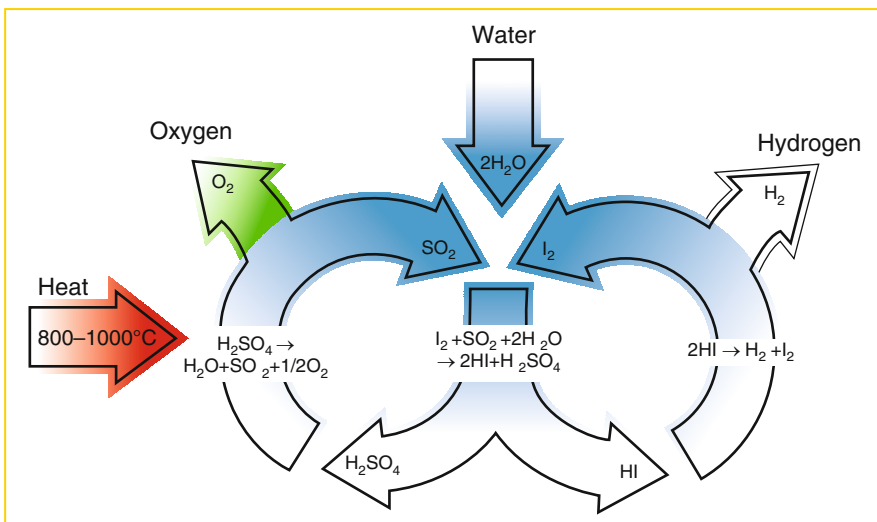 Water
Oxygen
Hydrogen
2H₂O
O₂
H₂
SO₂
I₂
Heat
800–1000°C
H₂SO₄ →
H₂O+SO ₂+1/2O₂
I₂ +SO₂ +2H ₂O
→ 2HI+H ₂SO₄
2HI → H₂ +I₂
H₂SO₄
HI